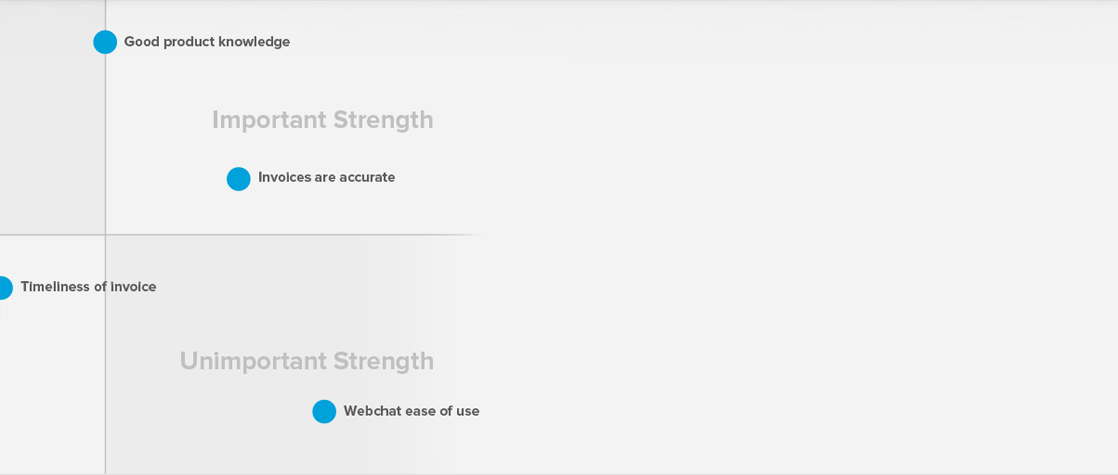 Good product knowledge
Important Strength
Invoices are accurate
Timeliness of invoice
Unimportant Strength
Webchat ease of use